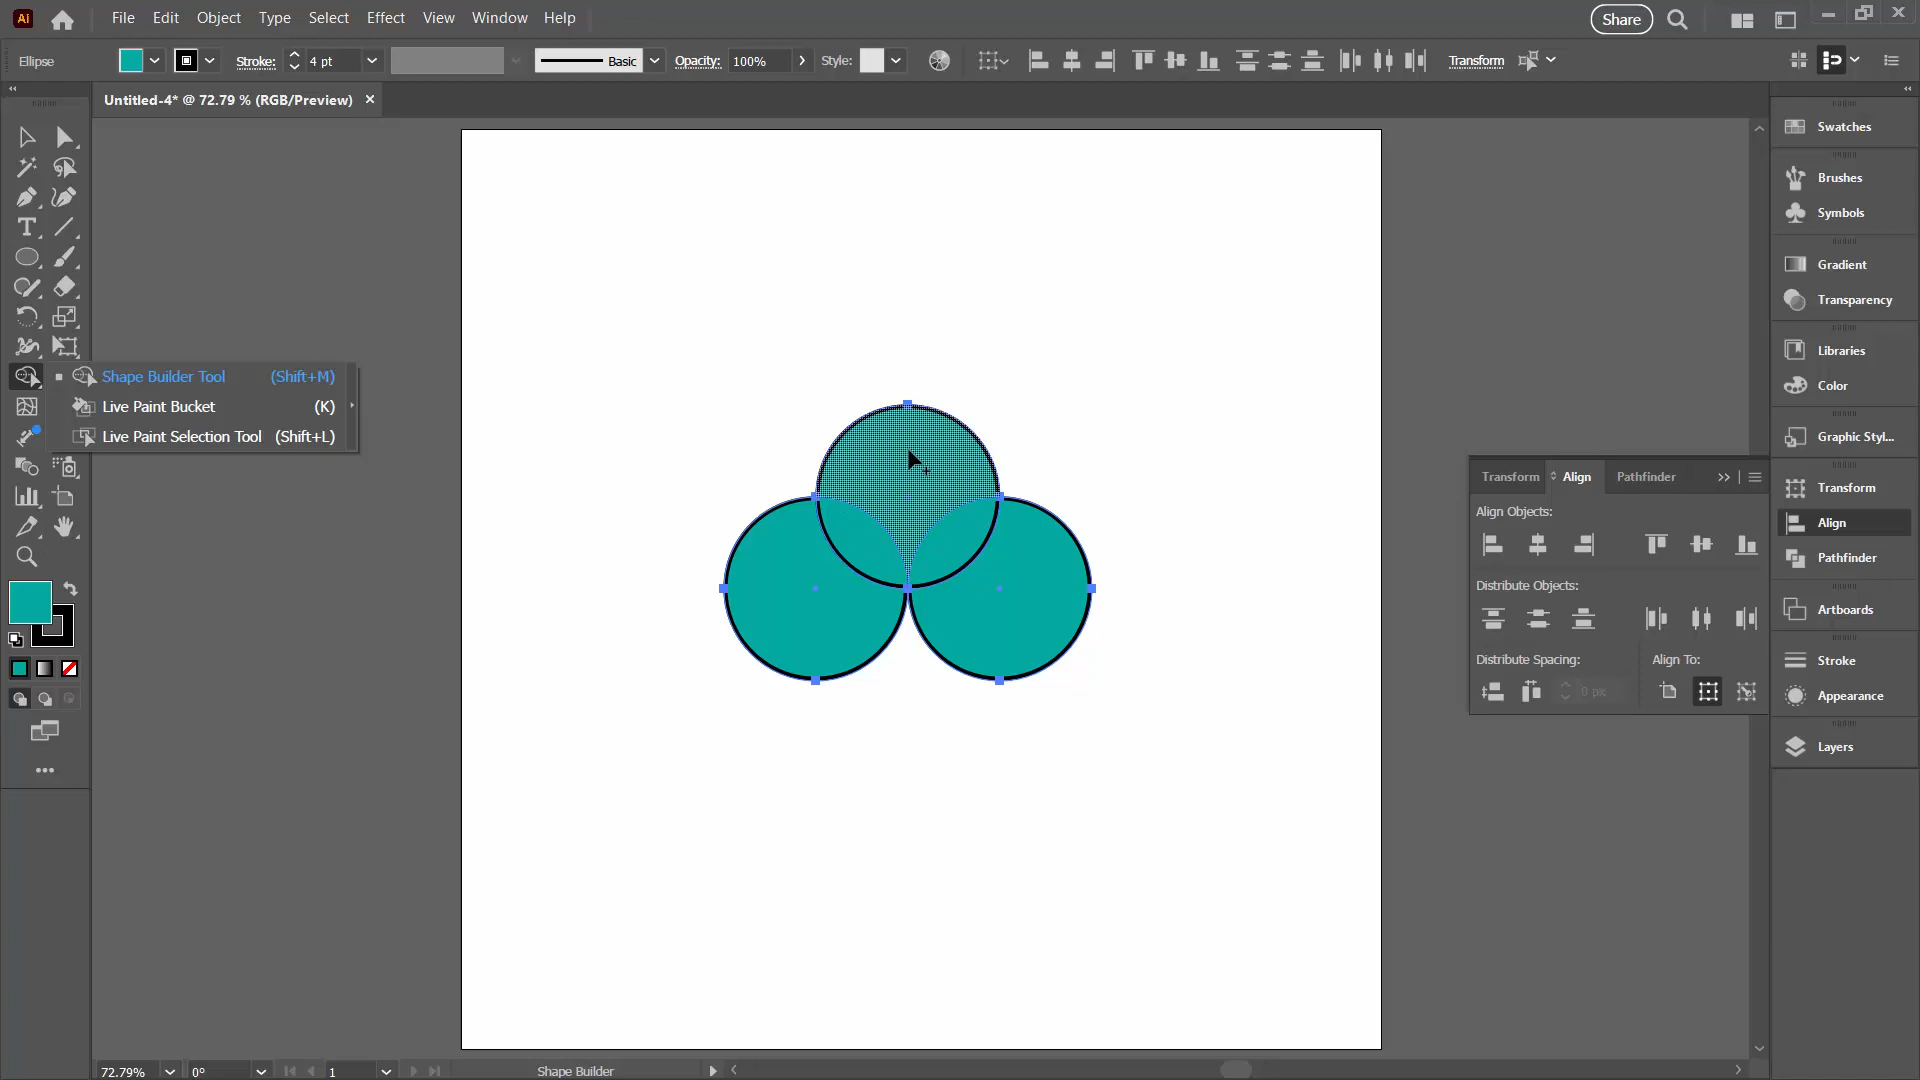 Ai File Edit Object Type Select Effect View Window Help Share
Ellipse Stroke: 4 pt Basic Opacity: 100% Style: Transform
Untitled-4* @ 72.79 % (RGB/Preview) ×
Swatches
Brushes
Symbols
Gradient
Transparency
Libraries
Color
Graphic Styl...
Transform
Align
Pathfinder
Artboards
Stroke
Appearance
Layers
Shape Builder Tool (Shift+M)
Live Paint Bucket (K)
Live Paint Selection Tool (Shift+L)
Transform Align Pathfinder
Align Objects:
Distribute Objects:
Distribute Spacing: Align To:
0 px
72.79% 0° 1 Shape Builder